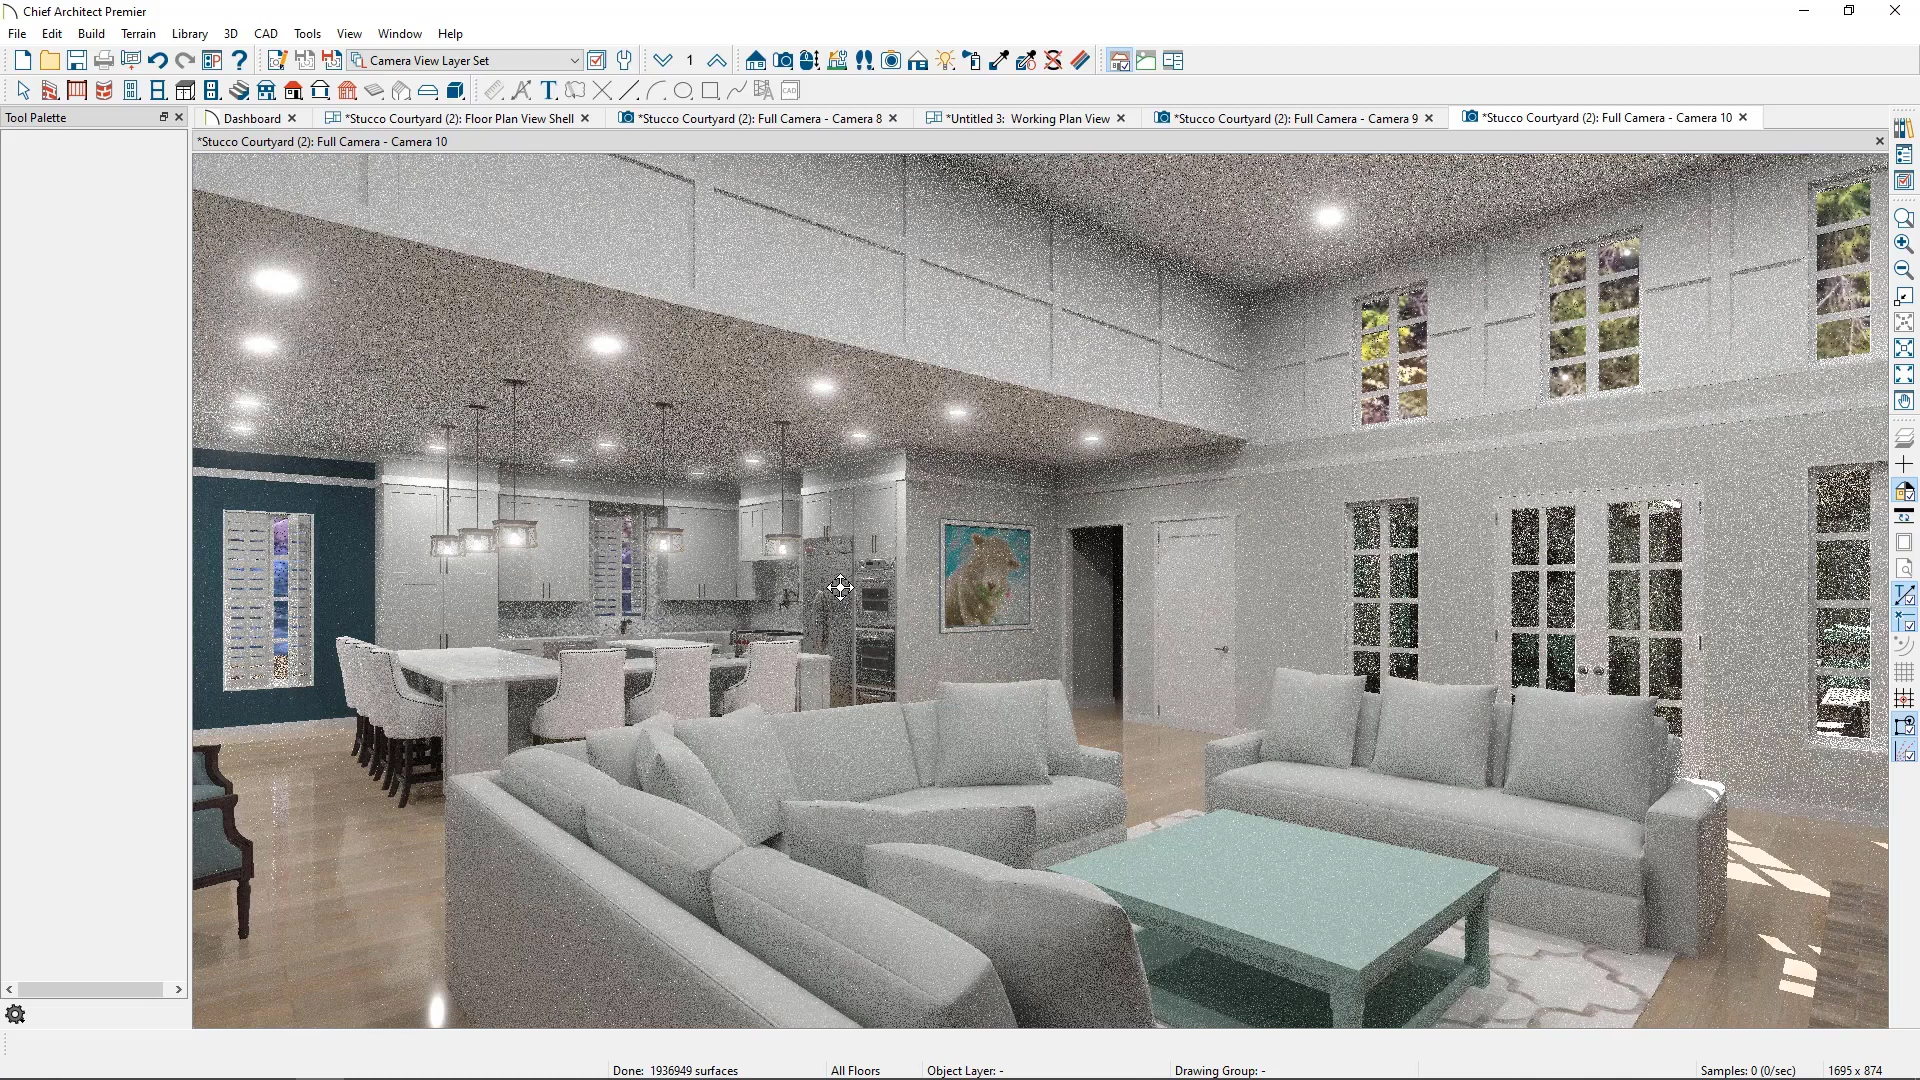 Chief Architect Premier
File Edit Build Terrain Library 3D CAD Tools View Window Help
Camera View Layer Set 1
Tool Palette
Dashboard *Stucco Courtyard (2): Floor Plan View Shell *Stucco Courtyard (2): Full Camera - Camera 8 *Untitled 3: Working Plan View *Stucco Courtyard (2): Full Camera - Camera 9 *Stucco Courtyard (2): Full Camera - Camera 10
*Stucco Courtyard (2): Full Camera - Camera 10
Done: 1936949 surfaces All Floors Object Layer: - Drawing Group: - Samples: 0 (0/sec) 1695 x 874